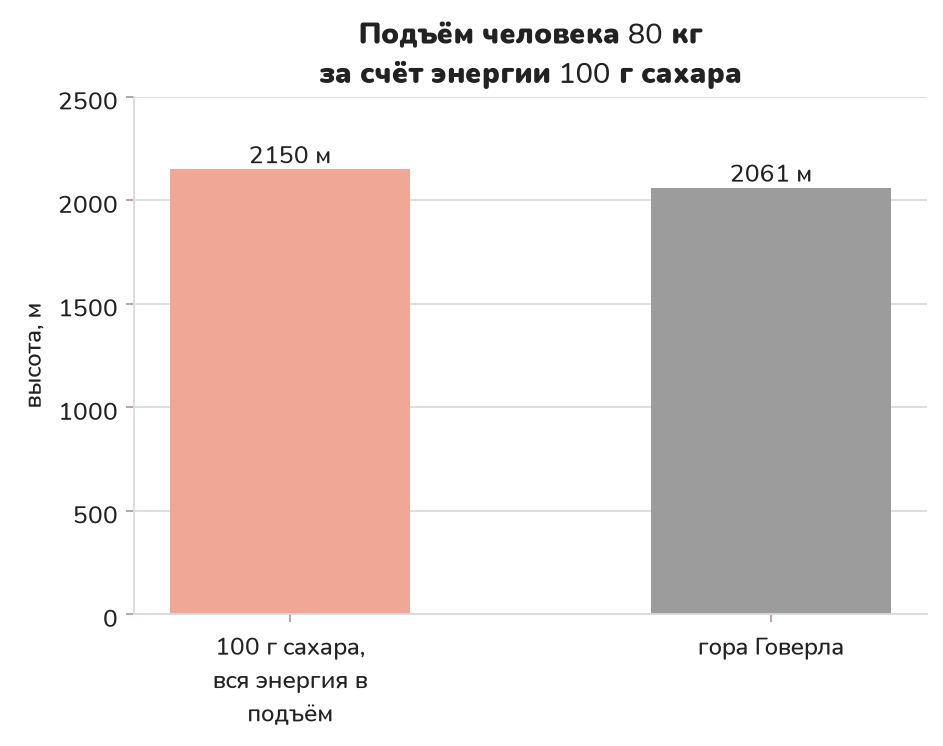 Подъём человека 80 кг
за счёт энергии 100 г сахара
2500
2000
1500
1000
500
0
высота, м
2150 м
2061 м
100 г сахара,
вся энергия в
подъём
гора Говерла